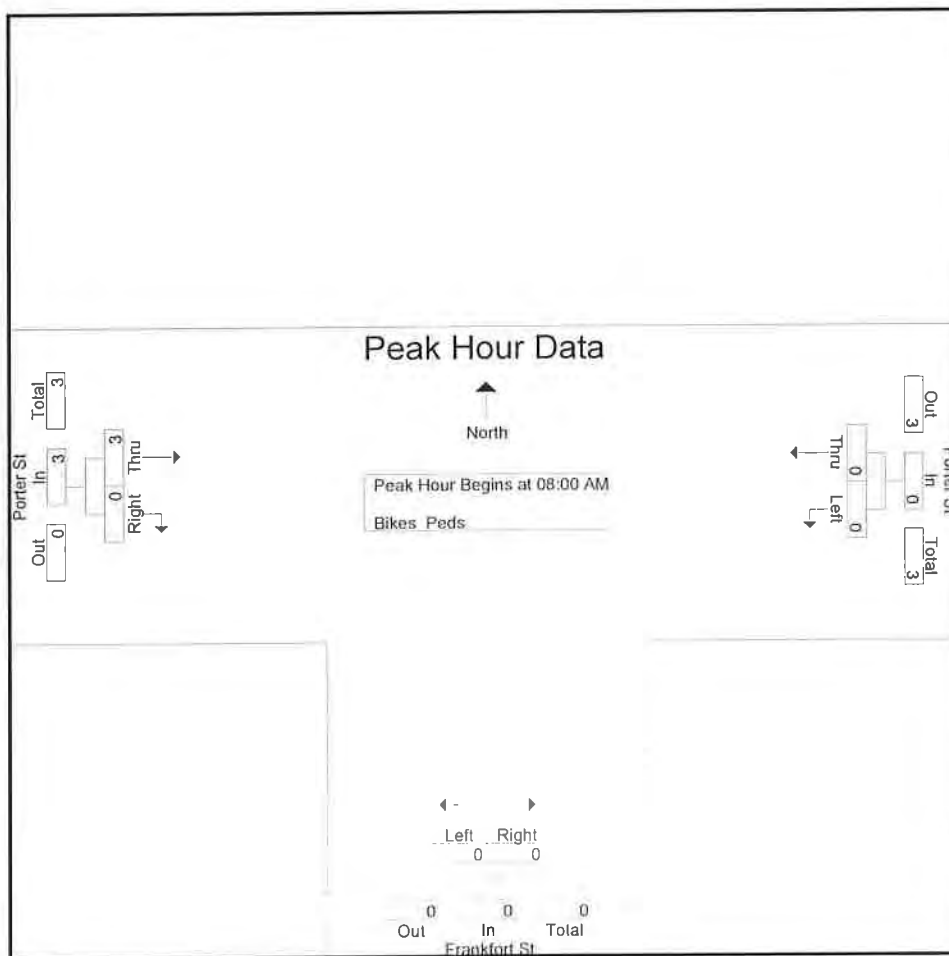 Peak Hour Data
North
Peak Hour Begins at 08:00 AM
Bikes Peds
Porter St
Out In Total
0 3 3
Right Thru
0 3
Porter St
Out In Total
3 0 3
Thru Left
0 0
Left Right
0 0
0 0 0
Out In Total
Frankfort St